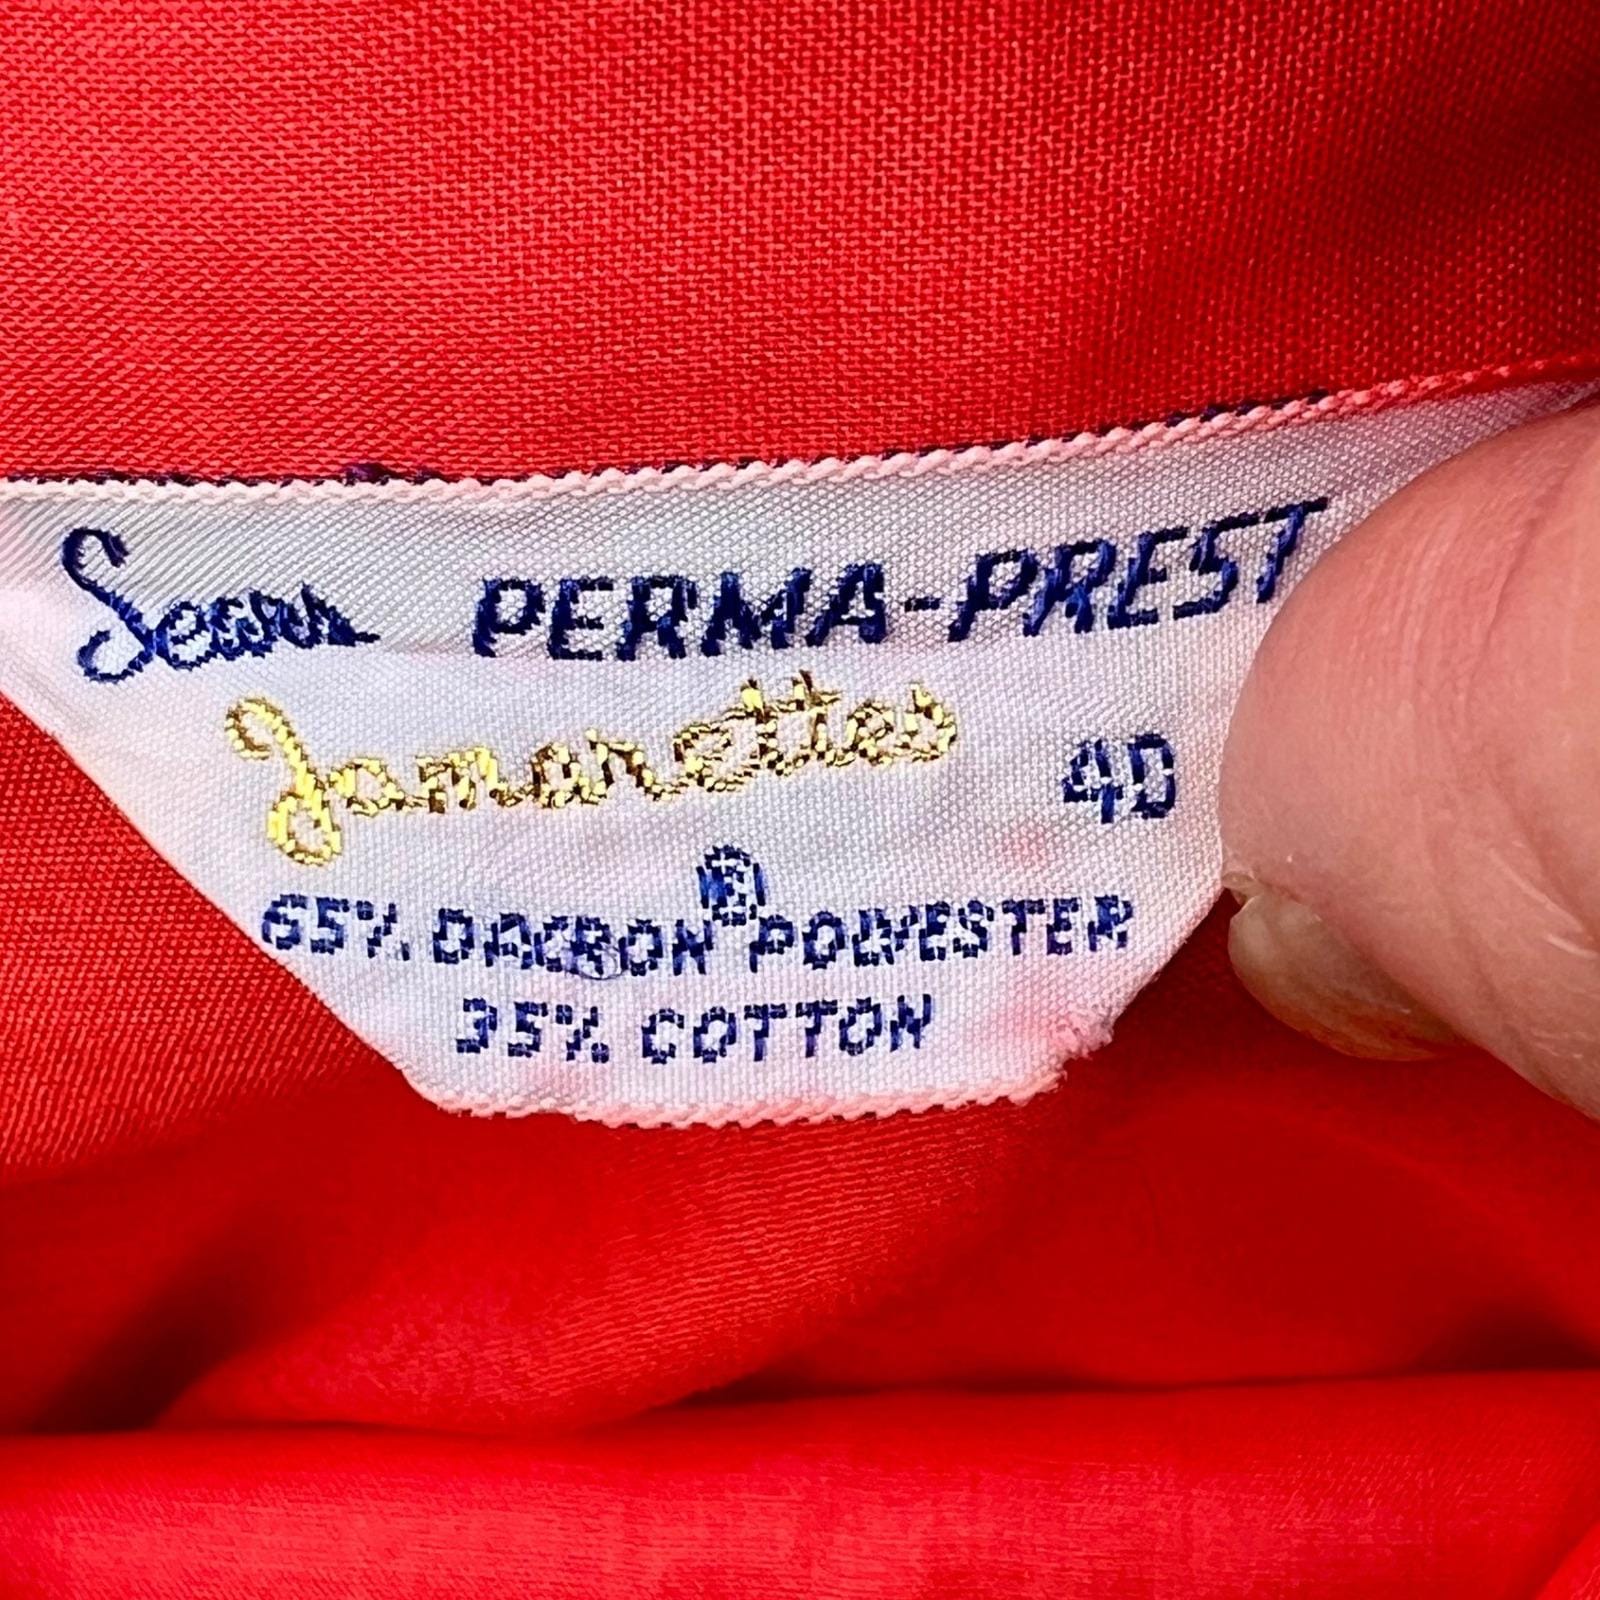 Sears PERMA-PREST
Jamarettes 40
65% DACRON® POLYESTER
35% COTTON